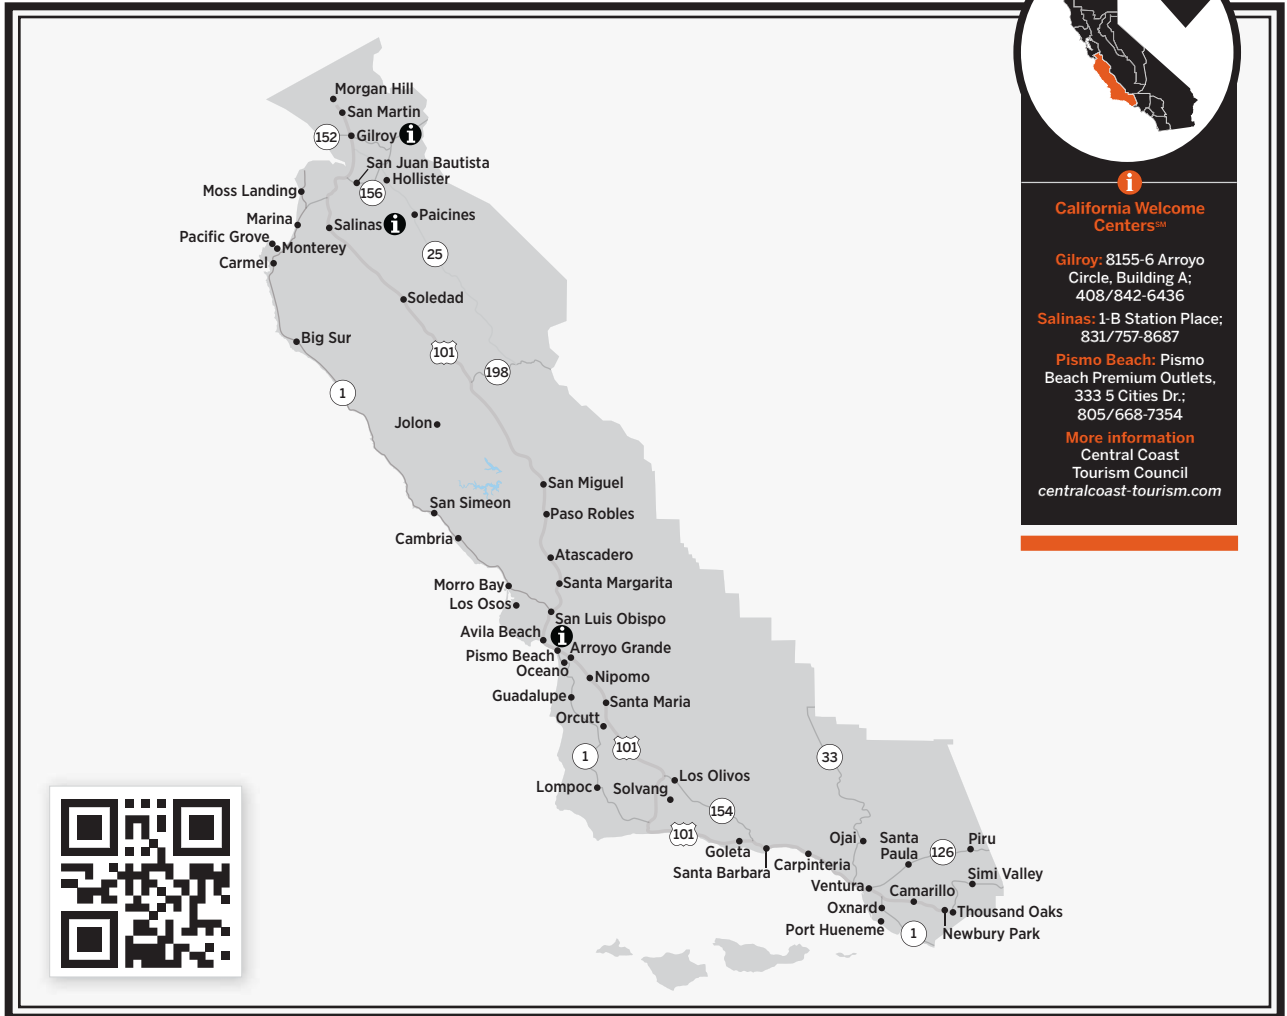 Morgan Hill
San Martin
152
Gilroy
i
San Juan Bautista
Hollister
156
Moss Landing
Paicines
Marina
Salinas
i
Pacific Grove
Monterey
25
Carmel
Soledad
Big Sur
101
198
1
Jolon
San Miguel
San Simeon
Paso Robles
Cambria
Atascadero
Morro Bay
Santa Margarita
Los Osos
San Luis Obispo
Avila Beach
i
Arroyo Grande
Pismo Beach
Oceano
Nipomo
Guadalupe
Santa Maria
Orcutt
101
1
33
Los Olivos
Lompoc
Solvang
154
101
Ojai
Santa
Paula
126
Piru
Goleta
Santa Barbara
Carpinteria
Simi Valley
Ventura
Camarillo
Oxnard
Thousand Oaks
Port Hueneme
1
Newbury Park
i
California Welcome
Centers℠
Gilroy: 8155-6 Arroyo
Circle, Building A;
408/842-6436
Salinas: 1-B Station Place;
831/757-8687
Pismo Beach: Pismo
Beach Premium Outlets,
333 5 Cities Dr.;
805/668-7354
More information
Central Coast
Tourism Council
centralcoast-tourism.com